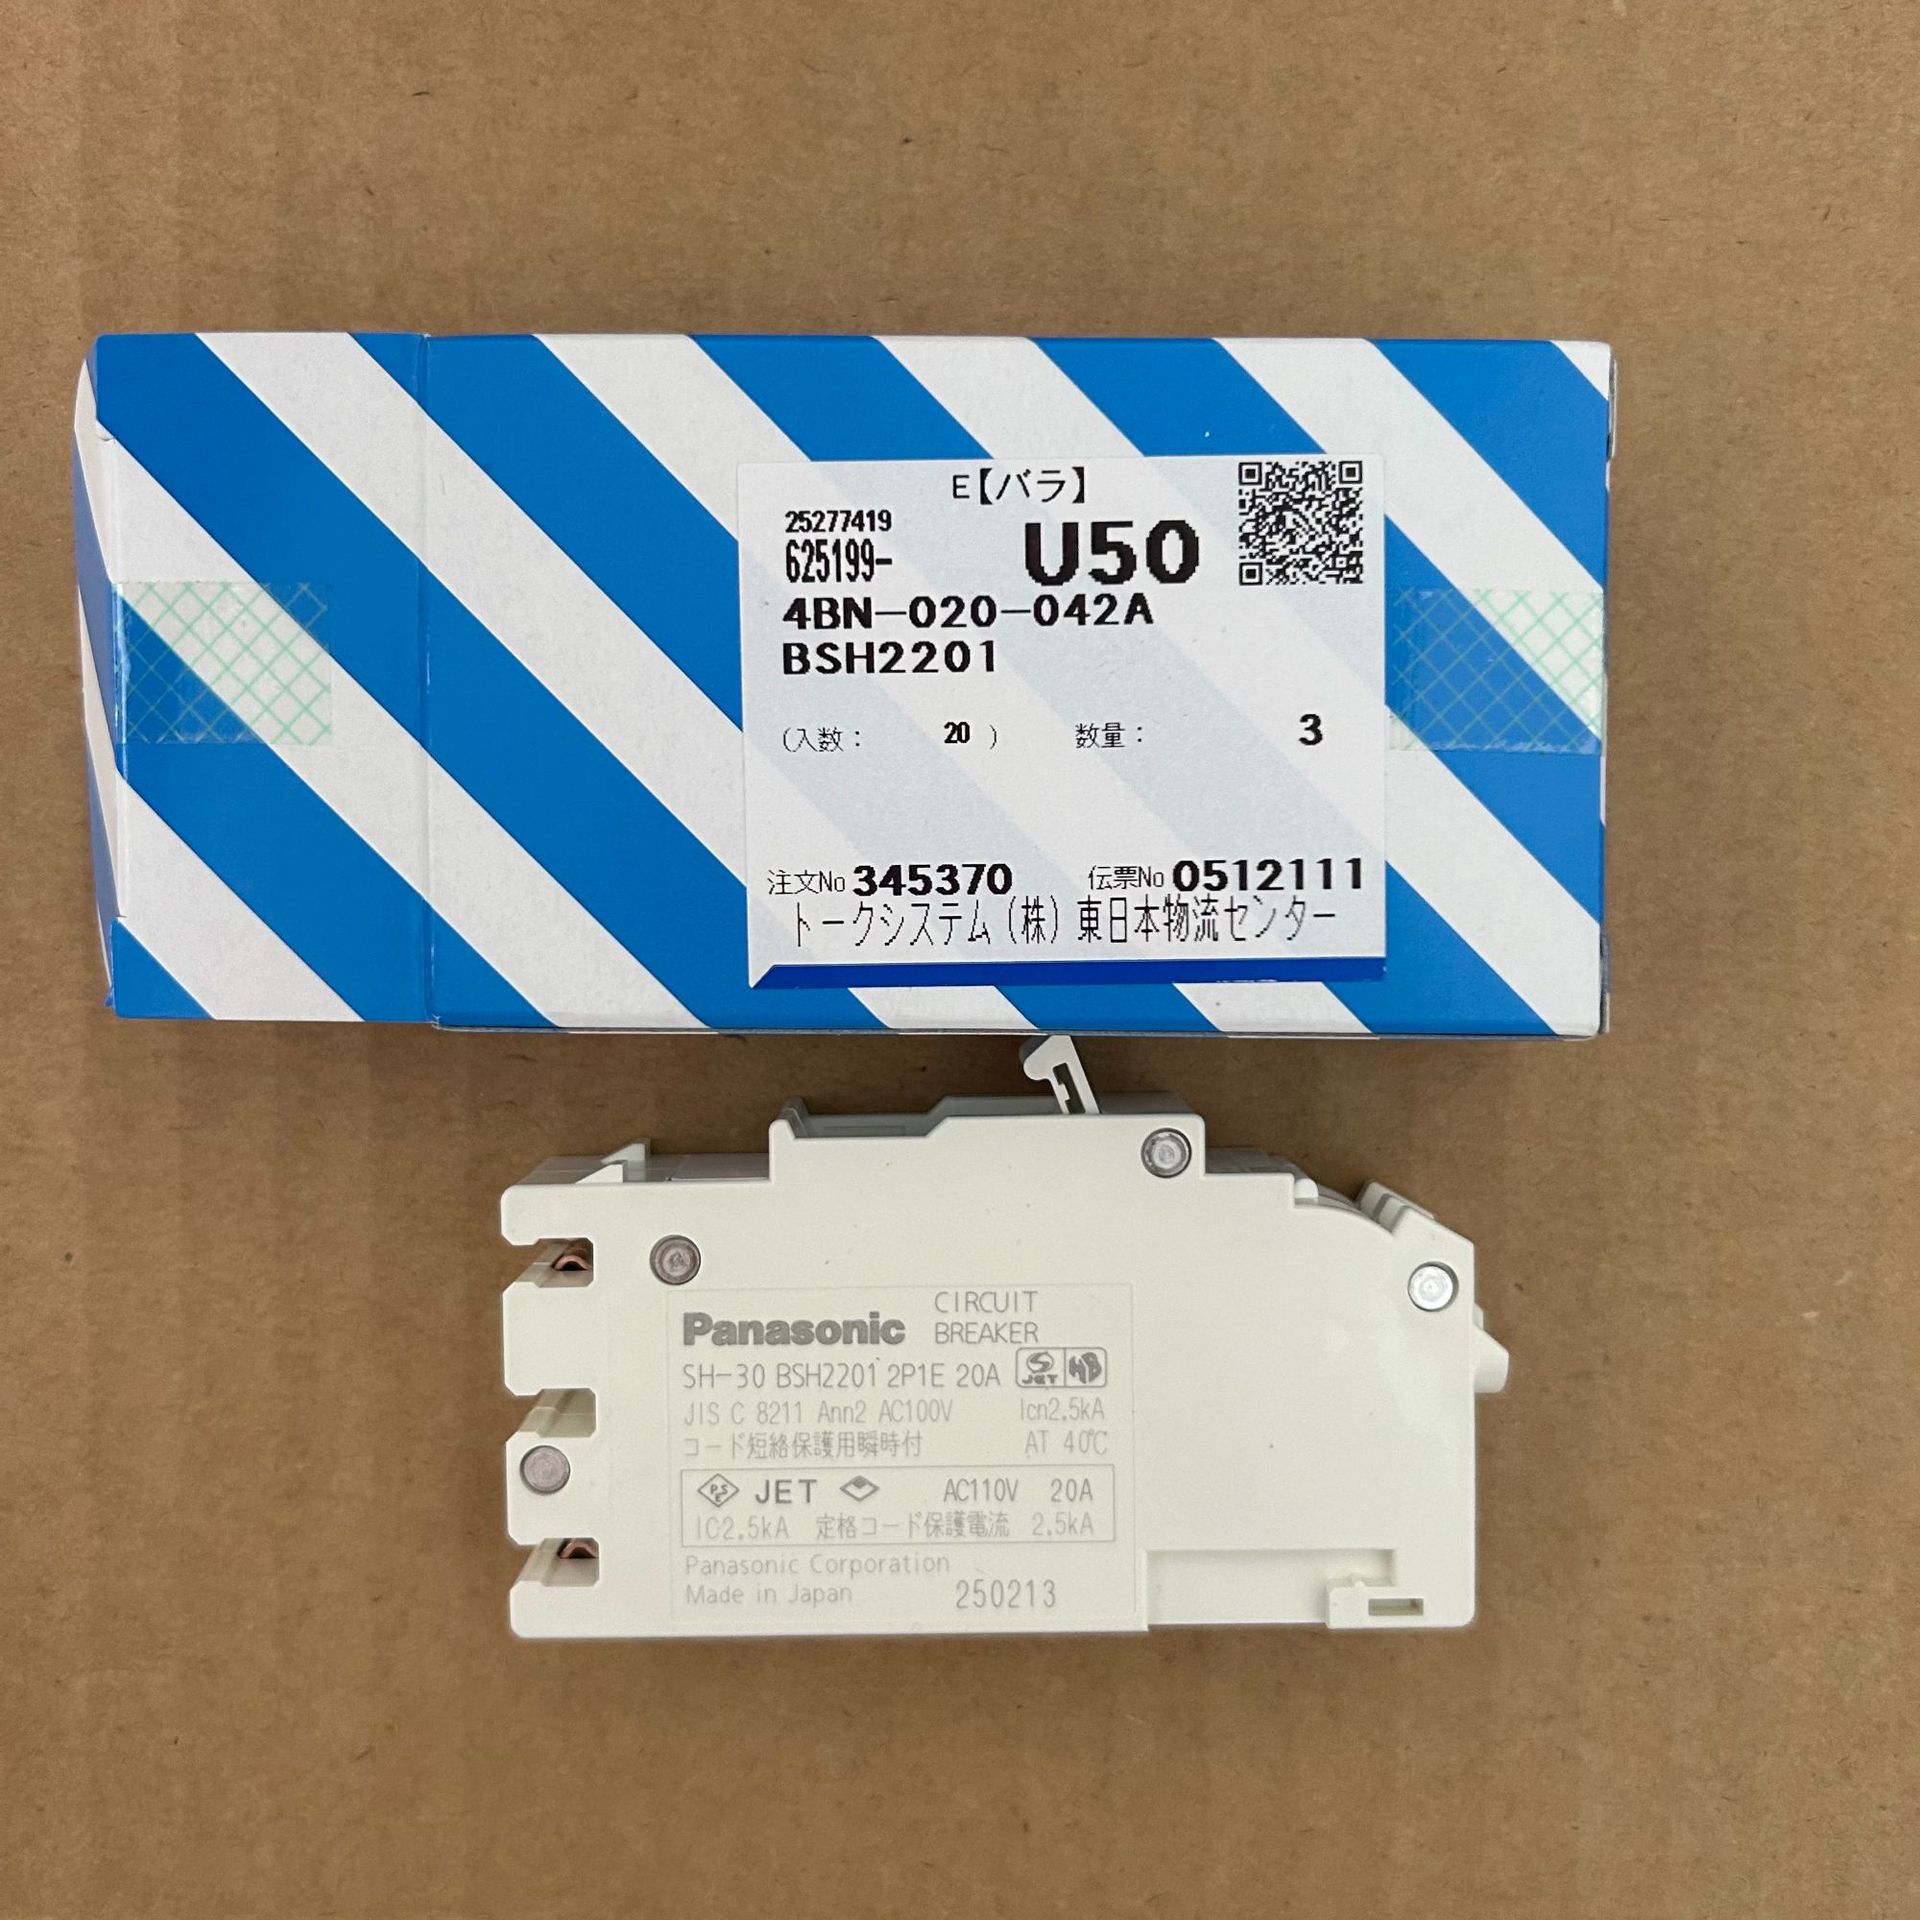 E【バラ】
25277419
625199-
U50
4BN-020-042A
BSH2201
(入数: 20 ) 数量: 3
注文No 345370 伝票No 0512111
トークシステム(株) 東日本物流センター
Panasonic CIRCUIT
BREAKER
SH-30 BSH2201 2P1E 20A S JET HB
JIS C 8211 Ann2 AC100V Icn2.5kA
コード短絡保護用瞬時付 AT 40℃
PSE JET AC110V 20A
IC2.5kA 定格コード保護電流 2.5kA
Panasonic Corporation
Made in Japan 250213